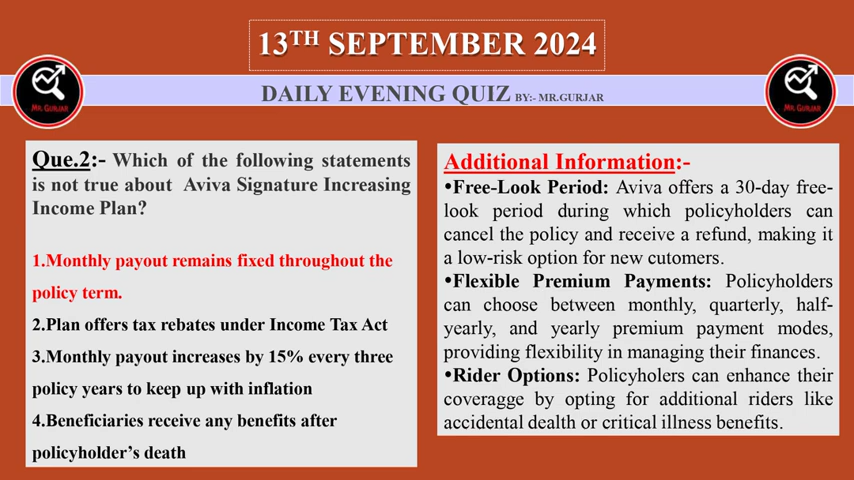 13TH SEPTEMBER 2024
DAILY EVENING QUIZ BY:- MR.GURJAR
MR.GURJAR
MR.GURJAR
Que.2:- Which of the following statements
is not true about Aviva Signature Increasing
Income Plan?
1.Monthly payout remains fixed throughout the
policy term.
2.Plan offers tax rebates under Income Tax Act
3.Monthly payout increases by 15% every three
policy years to keep up with inflation
4.Beneficiaries receive any benefits after
policyholder's death
Additional Information:-
•Free-Look Period: Aviva offers a 30-day free-
look period during which policyholders can
cancel the policy and receive a refund, making it
a low-risk option for new cutomers.
•Flexible Premium Payments: Policyholders
can choose between monthly, quarterly, half-
yearly, and yearly premium payment modes,
providing flexibility in managing their finances.
•Rider Options: Policyholers can enhance their
coveragge by opting for additional riders like
accidental dealth or critical illness benefits.